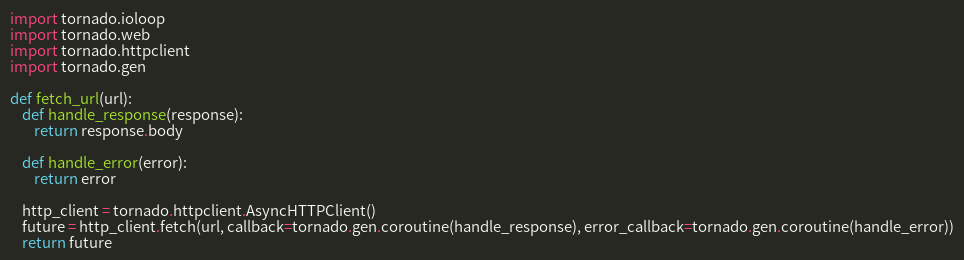 import tornado.ioloop
import tornado.web
import tornado.httpclient
import tornado.gen

def fetch_url(url):
    def handle_response(response):
        return response.body

    def handle_error(error):
        return error

    http_client = tornado.httpclient.AsyncHTTPClient()
    future = http_client.fetch(url, callback=tornado.gen.coroutine(handle_response), error_callback=tornado.gen.coroutine(handle_error))
    return future